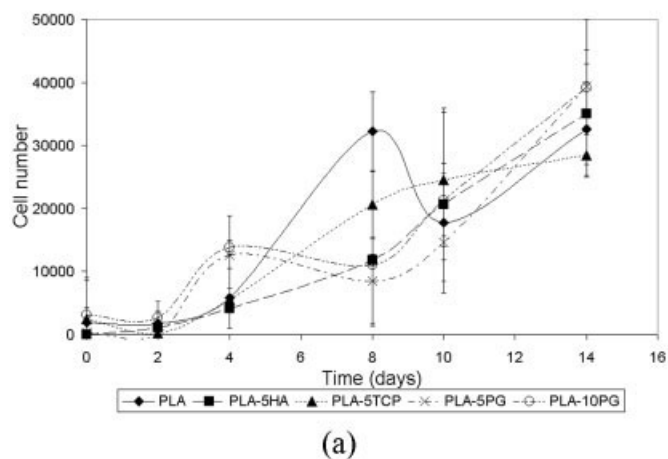 50000
40000
30000
20000
10000
0
Cell number
0 2 4 6 8 10 12 14 16
Time (days)
PLA PLA-5HA PLA-5TCP PLA-5PG PLA-10PG
(a)